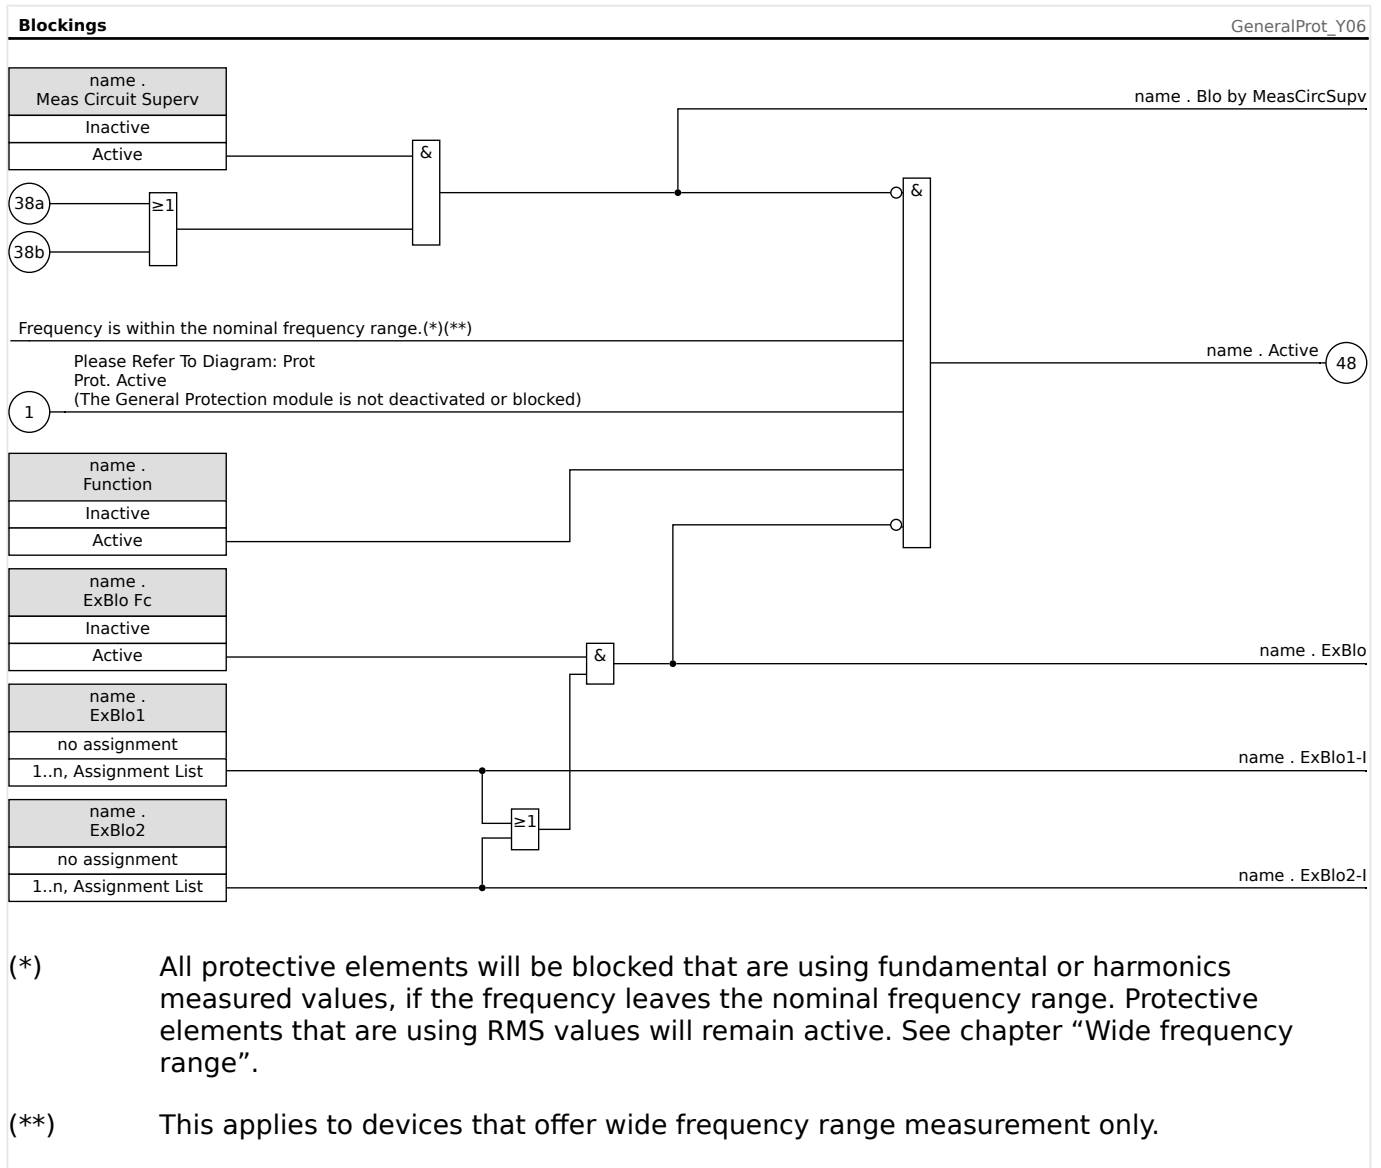 Blockings
GeneralProt_Y06
name .
Meas Circuit Superv
Inactive
Active
name . Blo by MeasCircSupv
&
&
38a
≥1
38b
Frequency is within the nominal frequency range.(*)(**)
Please Refer To Diagram: Prot
Prot. Active
(The General Protection module is not deactivated or blocked)
1
name . Active
48
name .
Function
Inactive
Active
name .
ExBlo Fc
Inactive
Active
&
name . ExBlo
name .
ExBlo1
no assignment
1..n, Assignment List
name . ExBlo1-I
name .
ExBlo2
no assignment
1..n, Assignment List
≥1
name . ExBlo2-I
(*) All protective elements will be blocked that are using fundamental or harmonics
measured values, if the frequency leaves the nominal frequency range. Protective
elements that are using RMS values will remain active. See chapter “Wide frequency
range”.
(**) This applies to devices that offer wide frequency range measurement only.